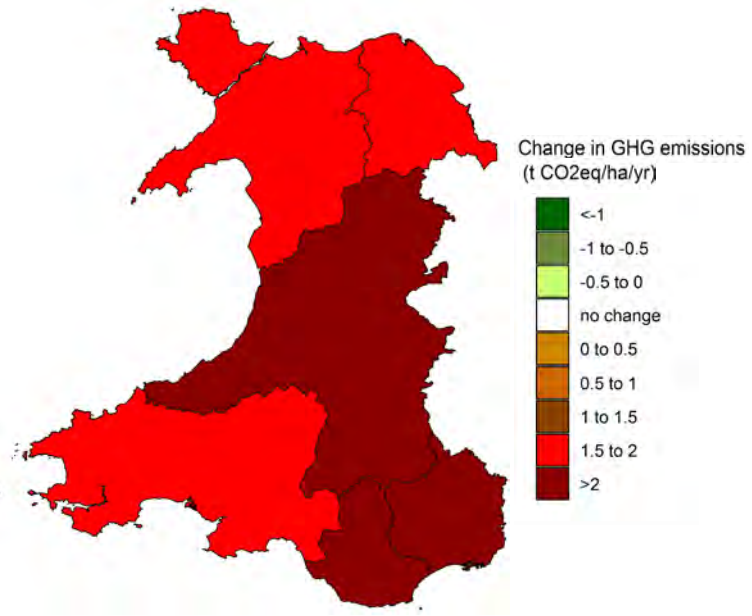 Change in GHG emissions
(t CO2eq/ha/yr)
<-1
-1 to -0.5
-0.5 to 0
no change
0 to 0.5
0.5 to 1
1 to 1.5
1.5 to 2
>2